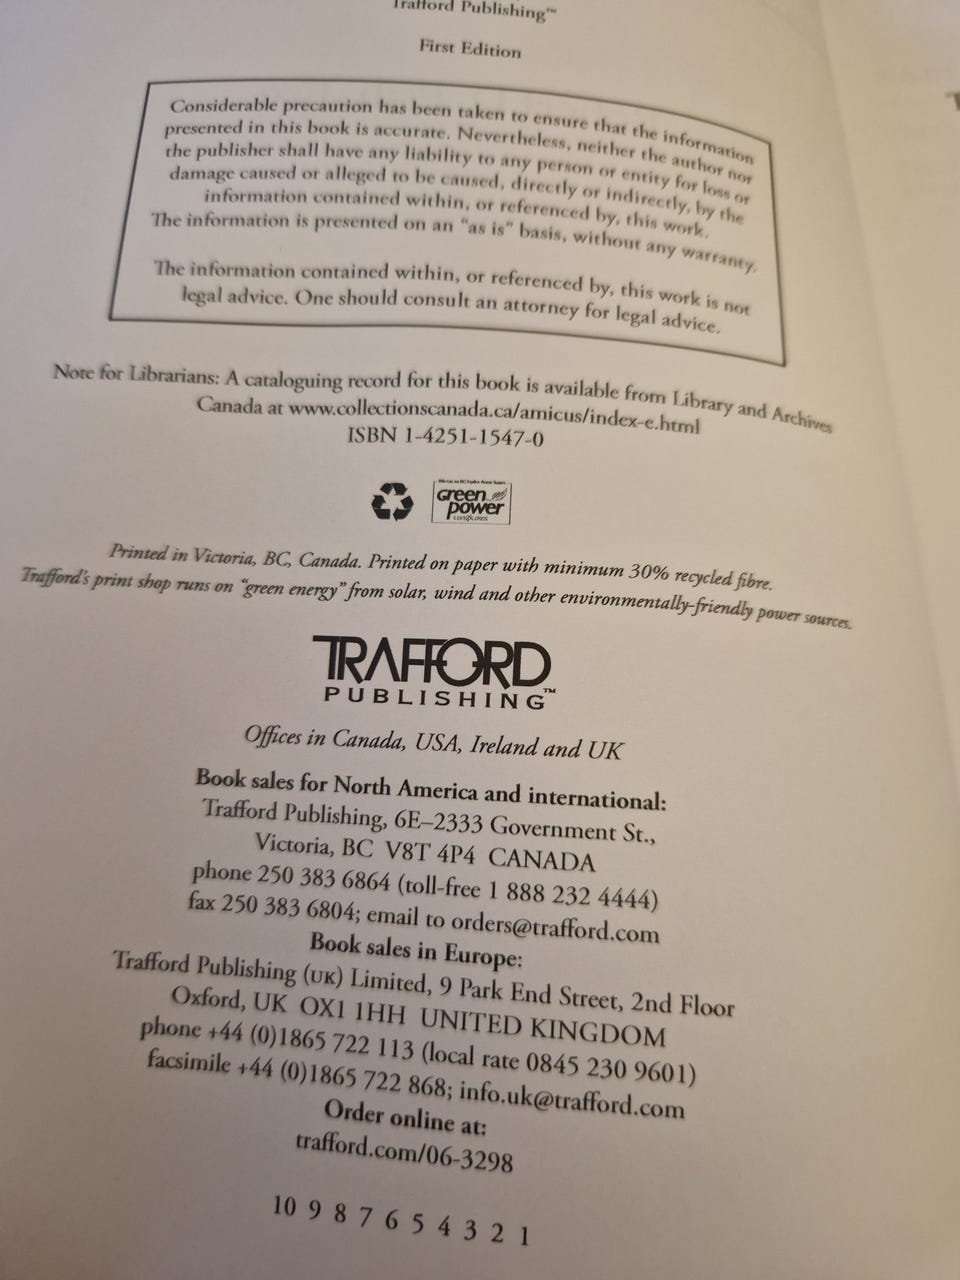 Trafford Publishing™
First Edition
Considerable precaution has been taken to ensure that the information
presented in this book is accurate. Nevertheless, neither the author nor
the publisher shall have any liability to any person or entity for loss or
damage caused or alleged to be caused, directly or indirectly, by the
information contained within, or referenced by, this work.
The information is presented on an "as is" basis, without any warranty.
The information contained within, or referenced by, this work is not
legal advice. One should consult an attorney for legal advice.
Note for Librarians: A cataloguing record for this book is available from Library and Archives
Canada at www.collectionscanada.ca/amicus/index-e.html
ISBN 1-4251-1547-0
green
power
certificates
Printed in Victoria, BC, Canada. Printed on paper with minimum 30% recycled fibre.
Trafford's print shop runs on "green energy" from solar, wind and other environmentally-friendly power sources.
TRAFFORD
PUBLISHING™
Offices in Canada, USA, Ireland and UK
Book sales for North America and international:
Trafford Publishing, 6E–2333 Government St.,
Victoria, BC V8T 4P4 CANADA
phone 250 383 6864 (toll-free 1 888 232 4444)
fax 250 383 6804; email to orders@trafford.com
Book sales in Europe:
Trafford Publishing (UK) Limited, 9 Park End Street, 2nd Floor
Oxford, UK OX1 1HH UNITED KINGDOM
phone +44 (0)1865 722 113 (local rate 0845 230 9601)
facsimile +44 (0)1865 722 868; info.uk@trafford.com
Order online at:
trafford.com/06-3298
10 9 8 7 6 5 4 3 2 1